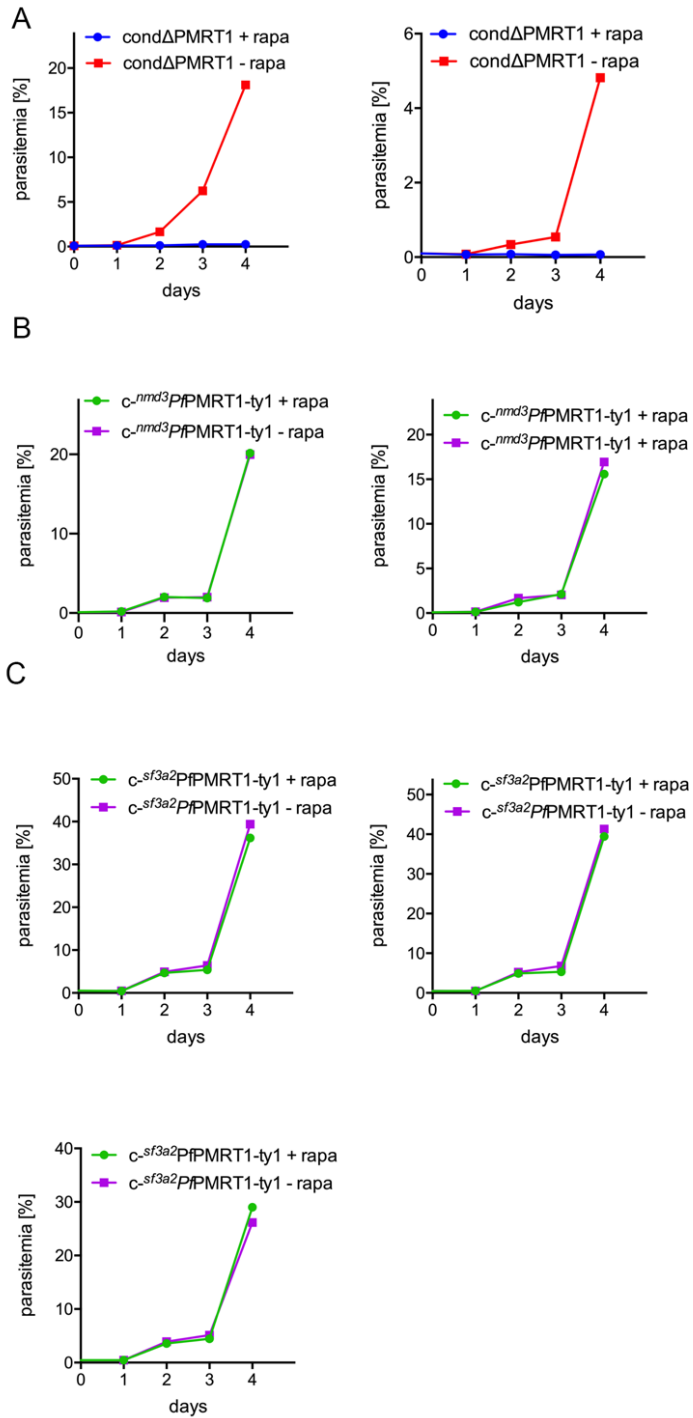 A
condΔPMRT1 + rapa
condΔPMRT1 - rapa
parasitemia [%]
20
15
10
5
0
0 1 2 3 4
days
condΔPMRT1 + rapa
condΔPMRT1 - rapa
parasitemia [%]
6
4
2
0
0 1 2 3 4
days
B
c-nmd3PfPMRT1-ty1 + rapa
c-nmd3PfPMRT1-ty1 - rapa
parasitemia [%]
20
10
0
0 1 2 3 4
days
c-nmd3PfPMRT1-ty1 + rapa
c-nmd3PfPMRT1-ty1 + rapa
parasitemia [%]
20
15
10
5
0
0 1 2 3 4
days
C
c-sf3a2PfPMRT1-ty1 + rapa
c-sf3a2PfPMRT1-ty1 - rapa
parasitemia [%]
50
40
30
20
10
0
0 1 2 3 4
days
c-sf3a2PfPMRT1-ty1 + rapa
c-sf3a2PfPMRT1-ty1 - rapa
parasitemia [%]
50
40
30
20
10
0
0 1 2 3 4
days
c-sf3a2PfPMRT1-ty1 + rapa
c-sf3a2PfPMRT1-ty1 - rapa
parasitemia [%]
40
30
20
10
0
0 1 2 3 4
days